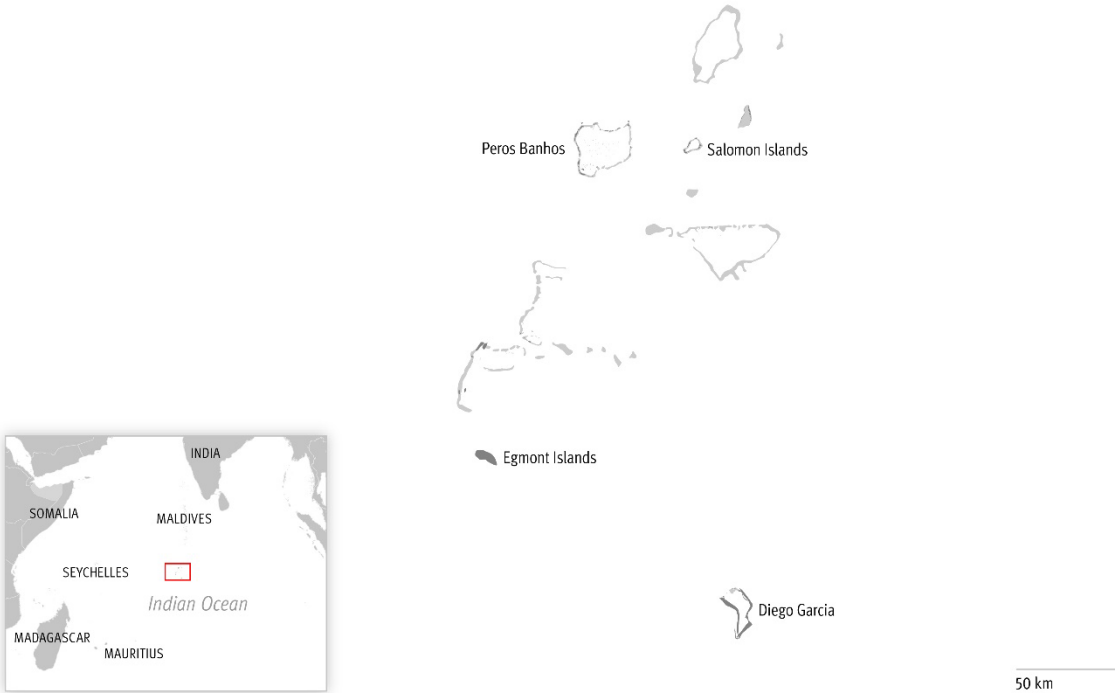 Peros Banhos
Salomon Islands
Egmont Islands
INDIA
SOMALIA
MALDIVES
SEYCHELLES
Indian Ocean
MADAGASCAR
MAURITIUS
Diego Garcia
50 km